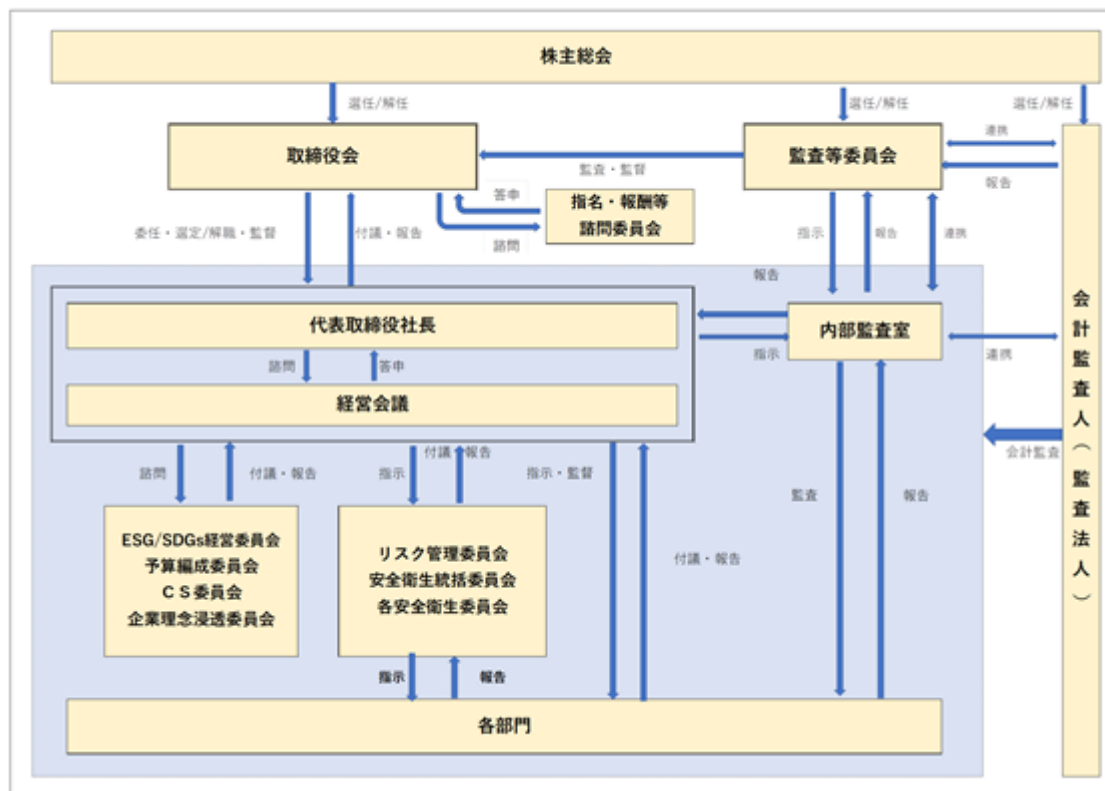 株主総会
選任/解任
選任/解任
選任/解任
取締役会
監査等委員会
連携
監査・監督
報告
答申
指名・報酬等
諮問委員会
諮問
委任・選定/解職・監督
付議・報告
指示
報告
連携
報告
代表取締役社長
内部監査室
諮問
答申
指示
連携
経営会議
会計監査人（監査法人）
会計監査
諮問
付議・報告
指示
付議・報告
指示・監督
監査
報告
ESG/SDGs経営委員会
予算編成委員会
ＣＳ委員会
企業理念浸透委員会
リスク管理委員会
安全衛生統括委員会
各安全衛生委員会
付議・報告
指示
報告
各部門